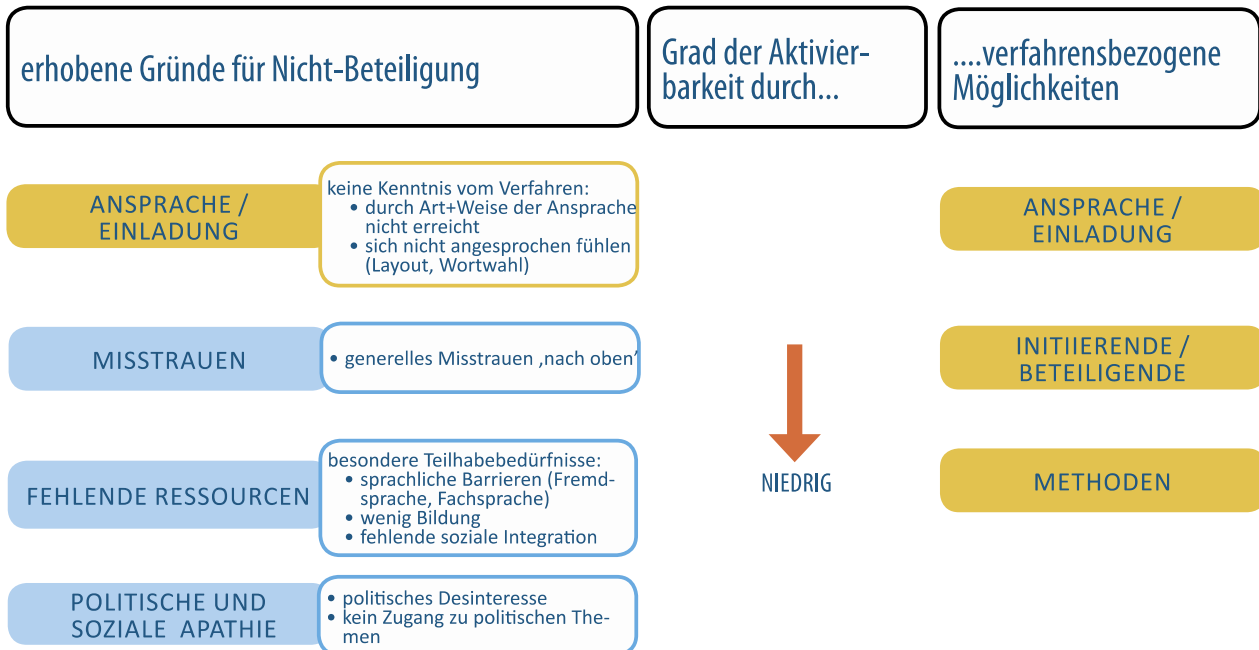 erhobene Gründe für Nicht-Beteiligung
Grad der Aktivier-
barkeit durch...
....verfahrensbezogene
Möglichkeiten
ANSPRACHE /
EINLADUNG
keine Kenntnis vom Verfahren:
• durch Art+Weise der Ansprache
nicht erreicht
• sich nicht angesprochen fühlen
(Layout, Wortwahl)
ANSPRACHE /
EINLADUNG
MISSTRAUEN
• generelles Misstrauen ‚nach oben’
INITIIERENDE /
BETEILIGENDE
FEHLENDE RESSOURCEN
besondere Teilhabebedürfnisse:
• sprachliche Barrieren (Fremd-
sprache, Fachsprache)
• wenig Bildung
• fehlende soziale Integration
NIEDRIG
METHODEN
POLITISCHE UND
SOZIALE APATHIE
• politisches Desinteresse
• kein Zugang zu politischen The-
men